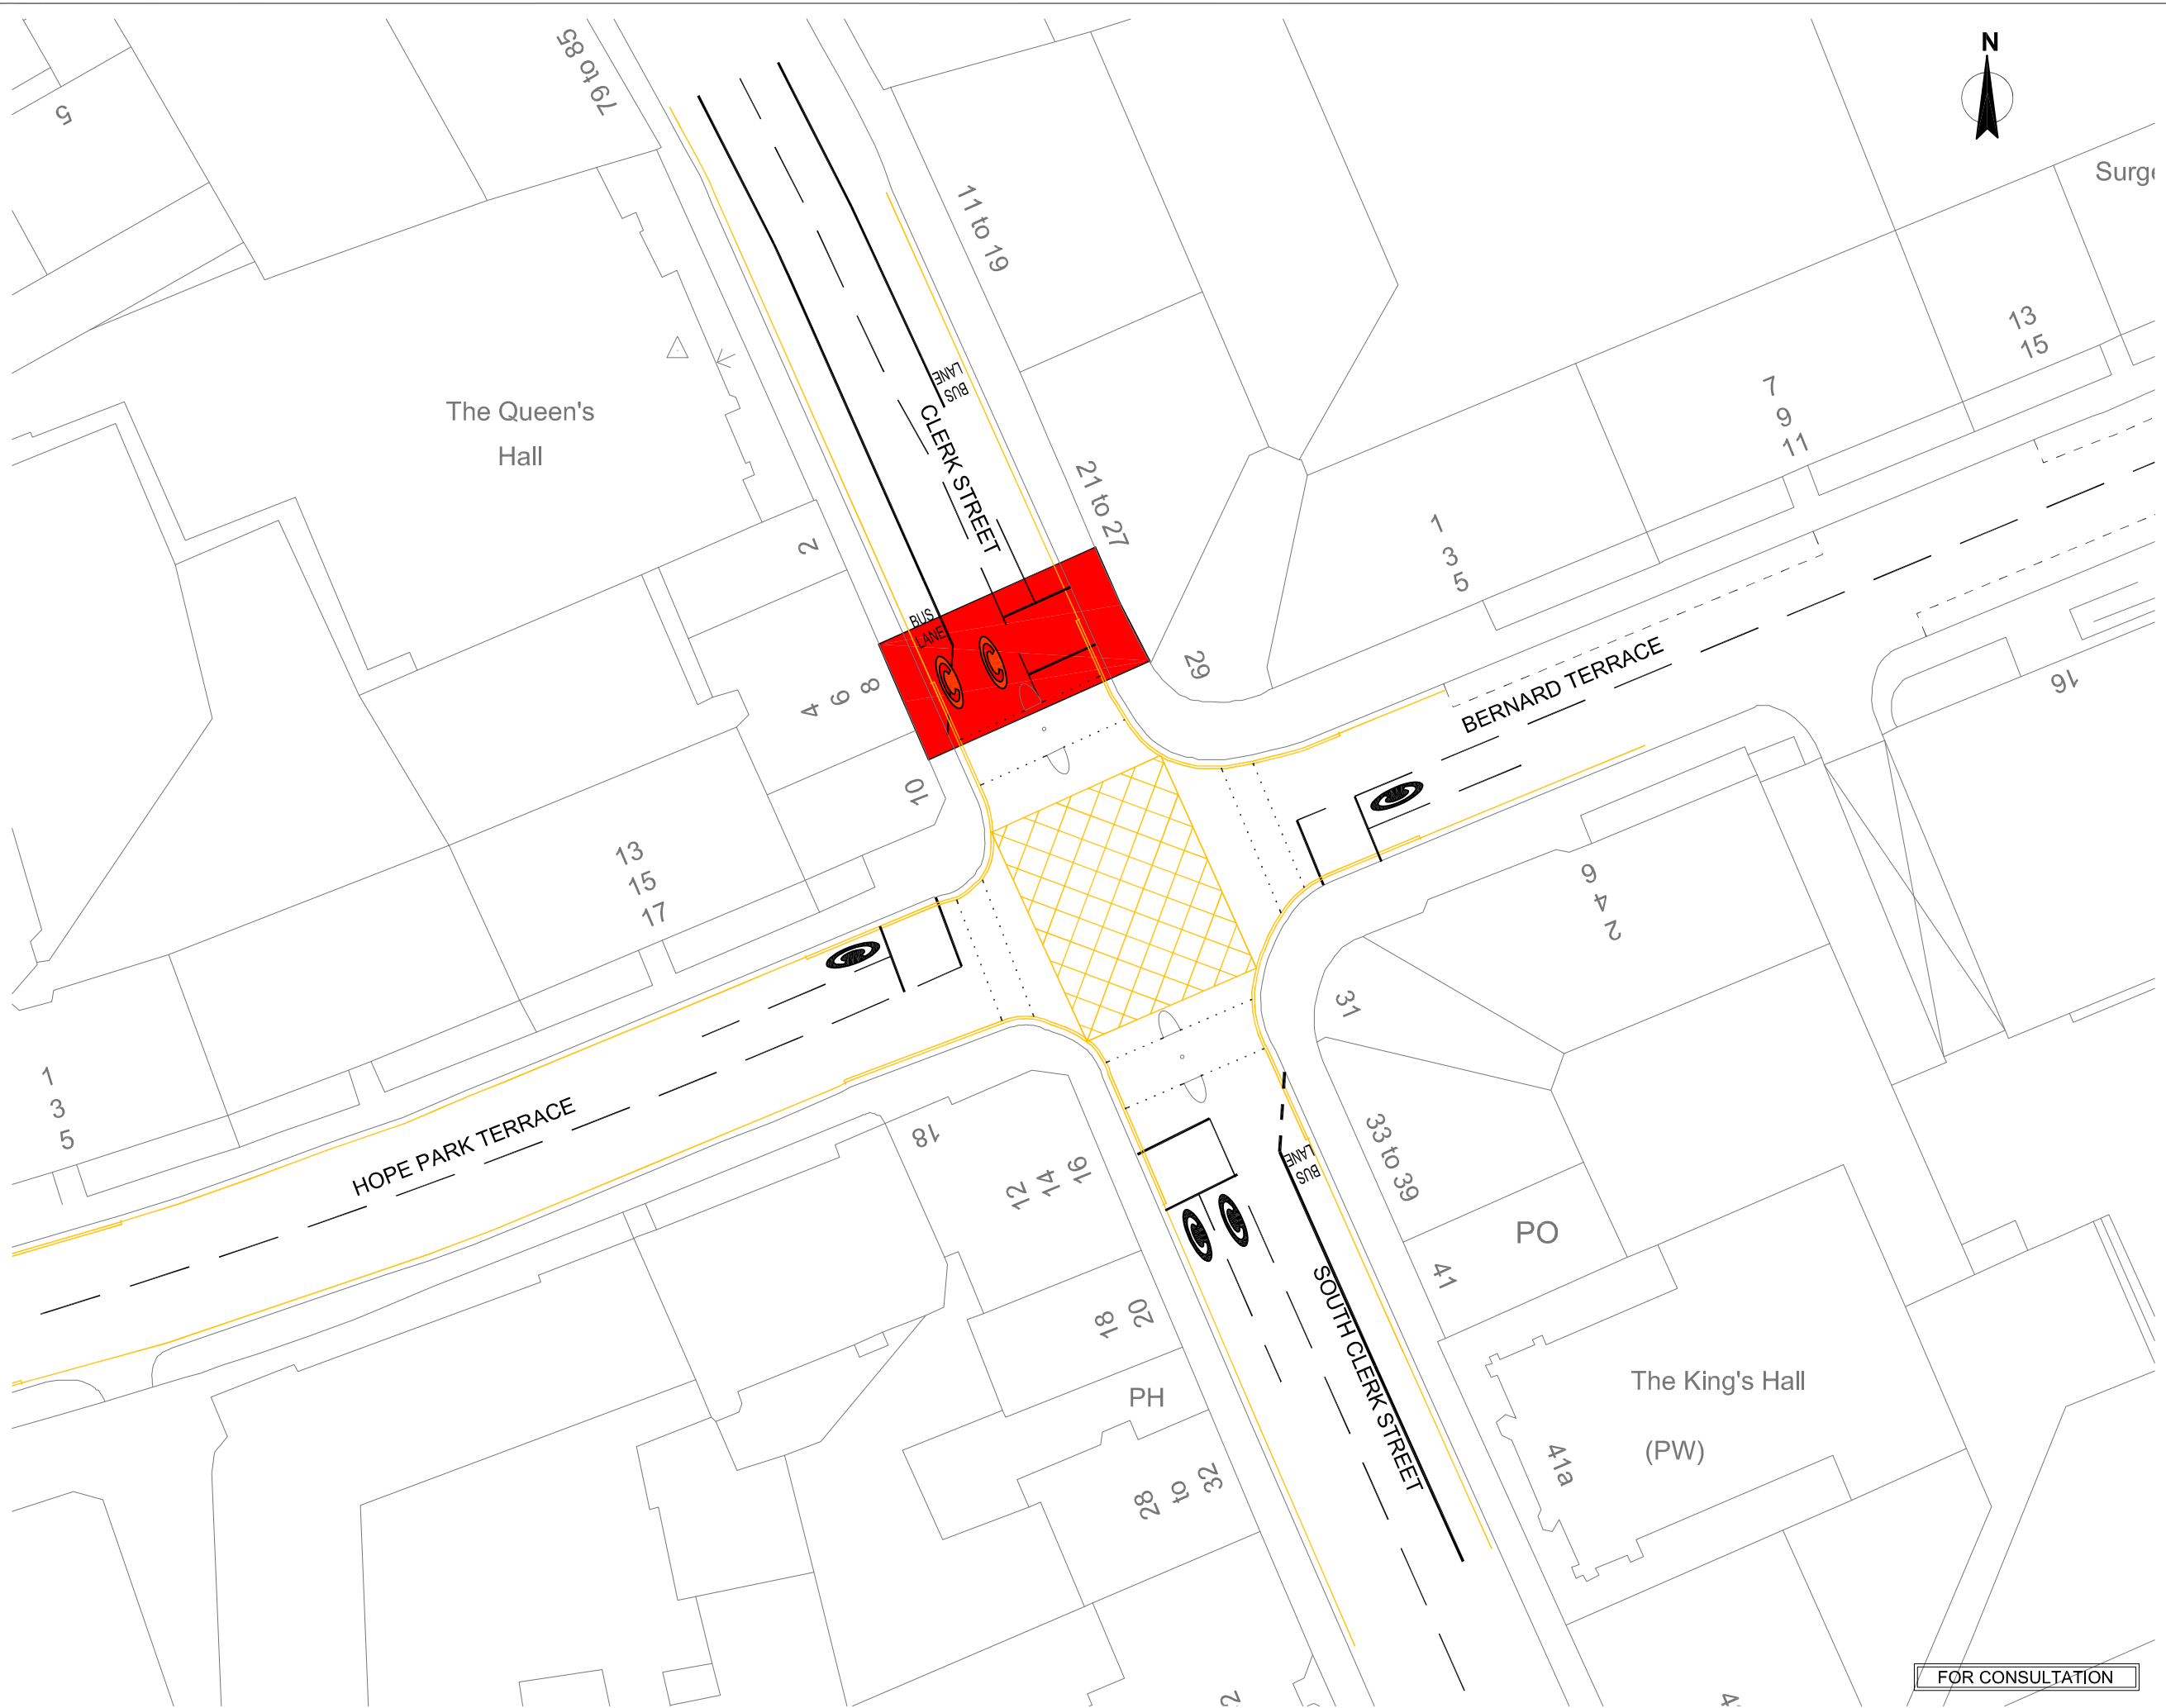 79 to 85
N
5
Surge
11 to 19
13
15
The Queen's
Hall
BUS
LANE
7
9
11
CLERK STREET
21 to 27
1
3
5
2
BUS
LANE
29
4
6
8
BERNARD TERRACE
16
10
13
15
17
2
4
6
31
1
3
5
HOPE PARK TERRACE
18
12
14
16
33 to 39
BUS
LANE
PO
41
18
20
SOUTH CLERK STREET
PH
The King's Hall
(PW)
41a
28
to
32
FOR CONSULTATION